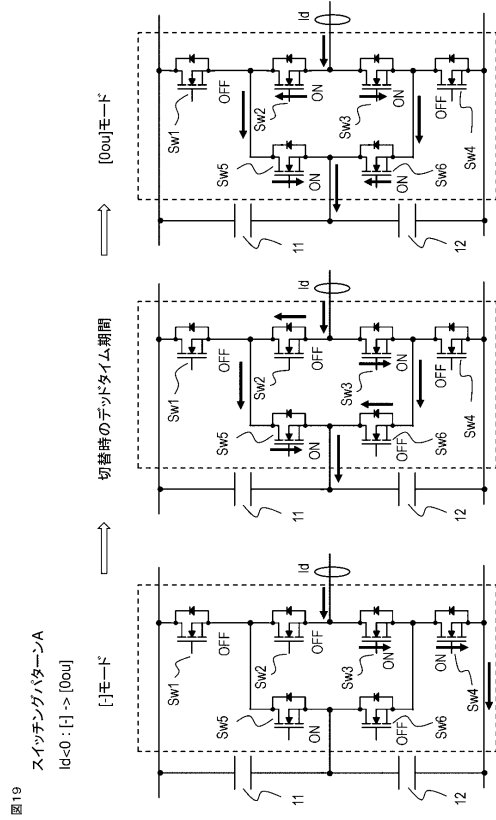 図19
スイッチングパターンA
Id<0 : [-] -> [0ou]
[-]モード
切替時のデッドタイム期間
[0ou]モード
Sw1
OFF
Sw5
ON
Sw2
OFF
Id
11
Sw3
ON
Sw6
OFF
Sw4
ON
12
Sw1
OFF
Sw5
ON
Sw2
OFF
Id
11
Sw3
ON
Sw6
OFF
Sw4
OFF
12
Sw1
OFF
Sw5
ON
Sw2
ON
Id
11
Sw3
ON
Sw6
ON
Sw4
OFF
12